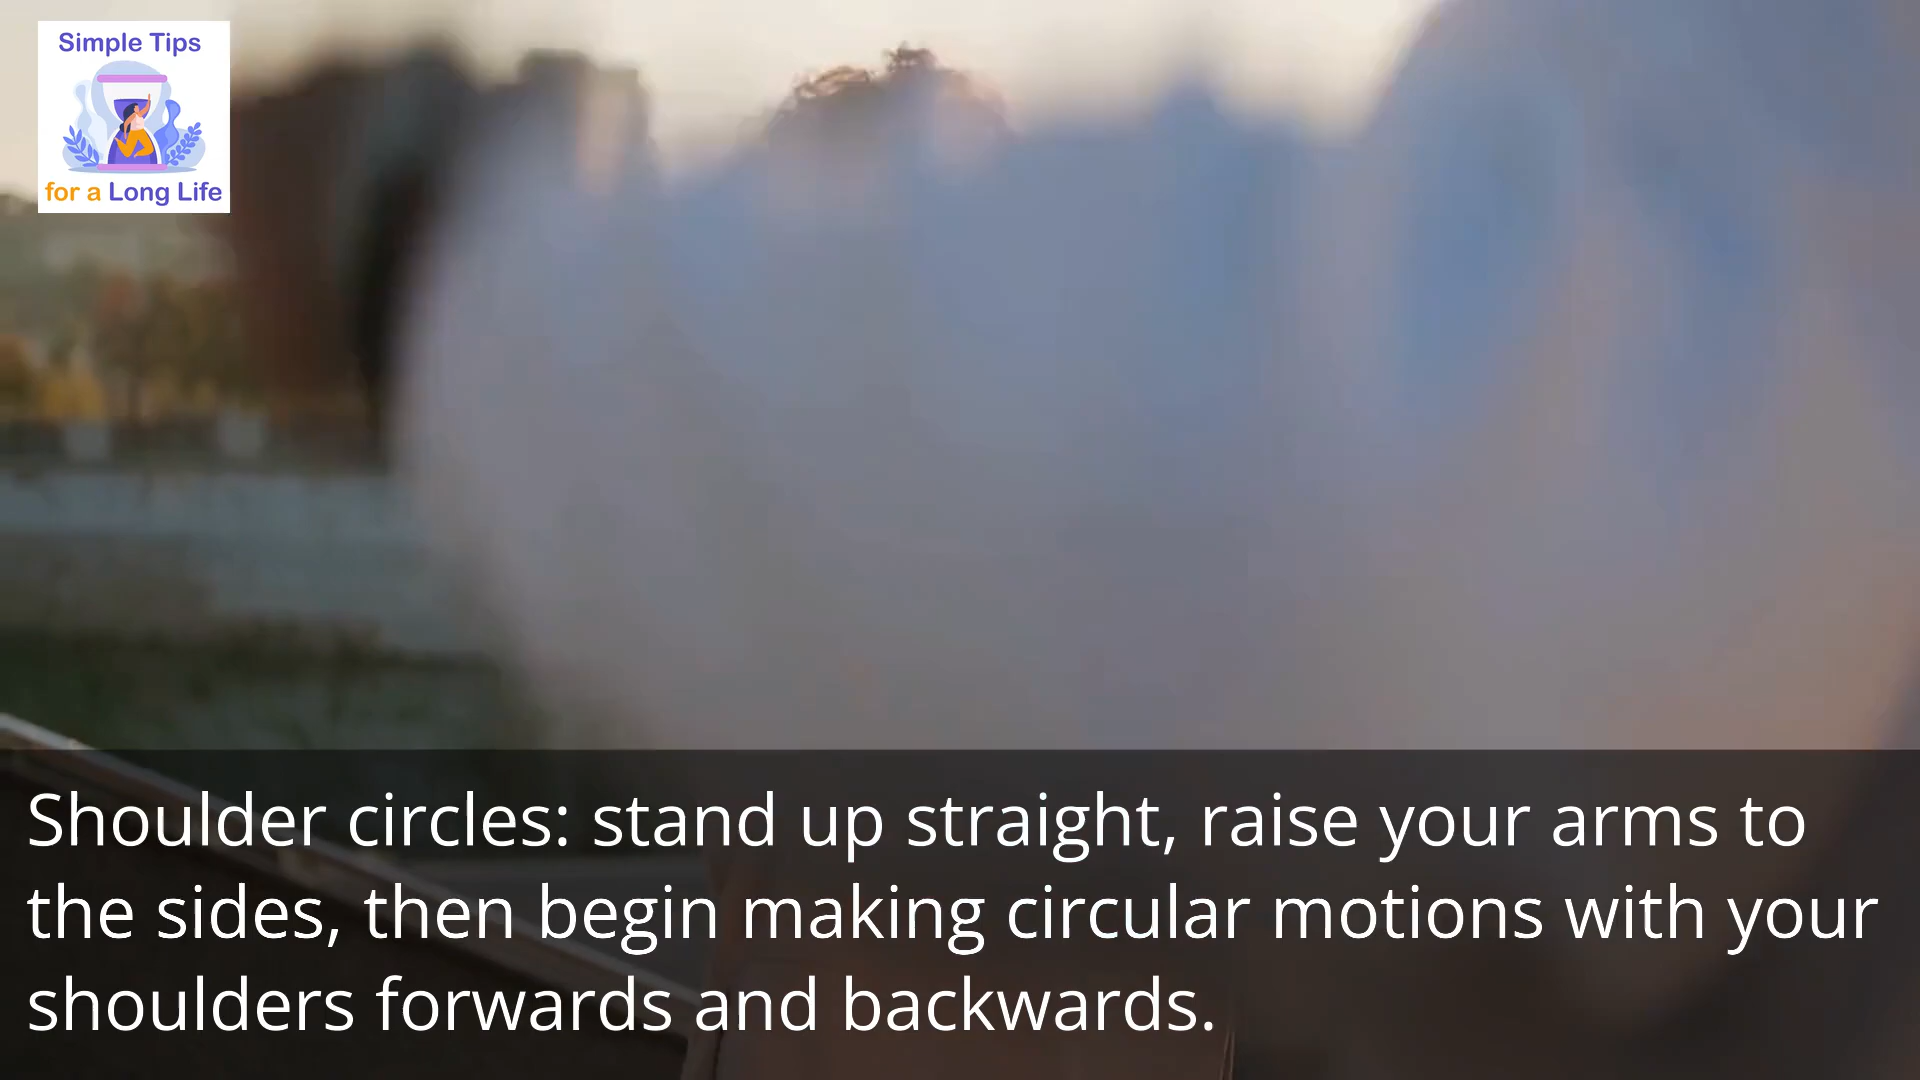 Simple Tips
for a Long Life
Shoulder circles: stand up straight, raise your arms to
the sides, then begin making circular motions with your
shoulders forwards and backwards.